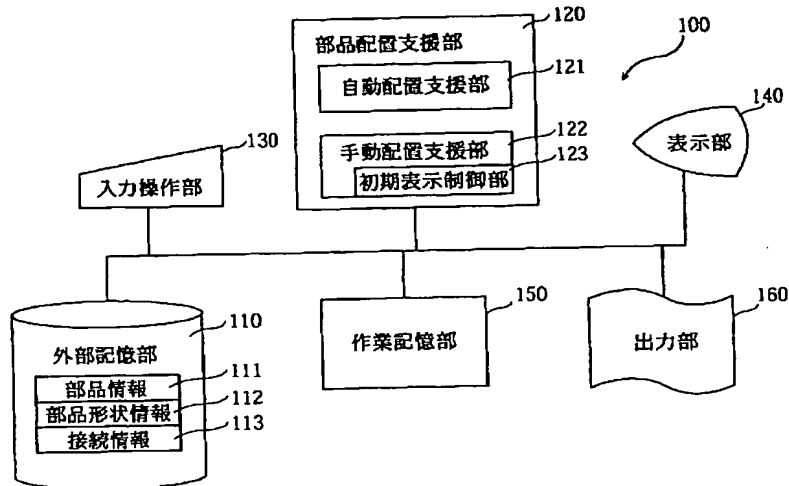 120
100
部品配置支援部
121
自動配置支援部
140
122
手動配置支援部
表示部
130
123
初期表示制御部
入力操作部
110
150
160
外部記憶部
作業記憶部
出力部
111
部品情報
112
部品形状情報
113
接続情報